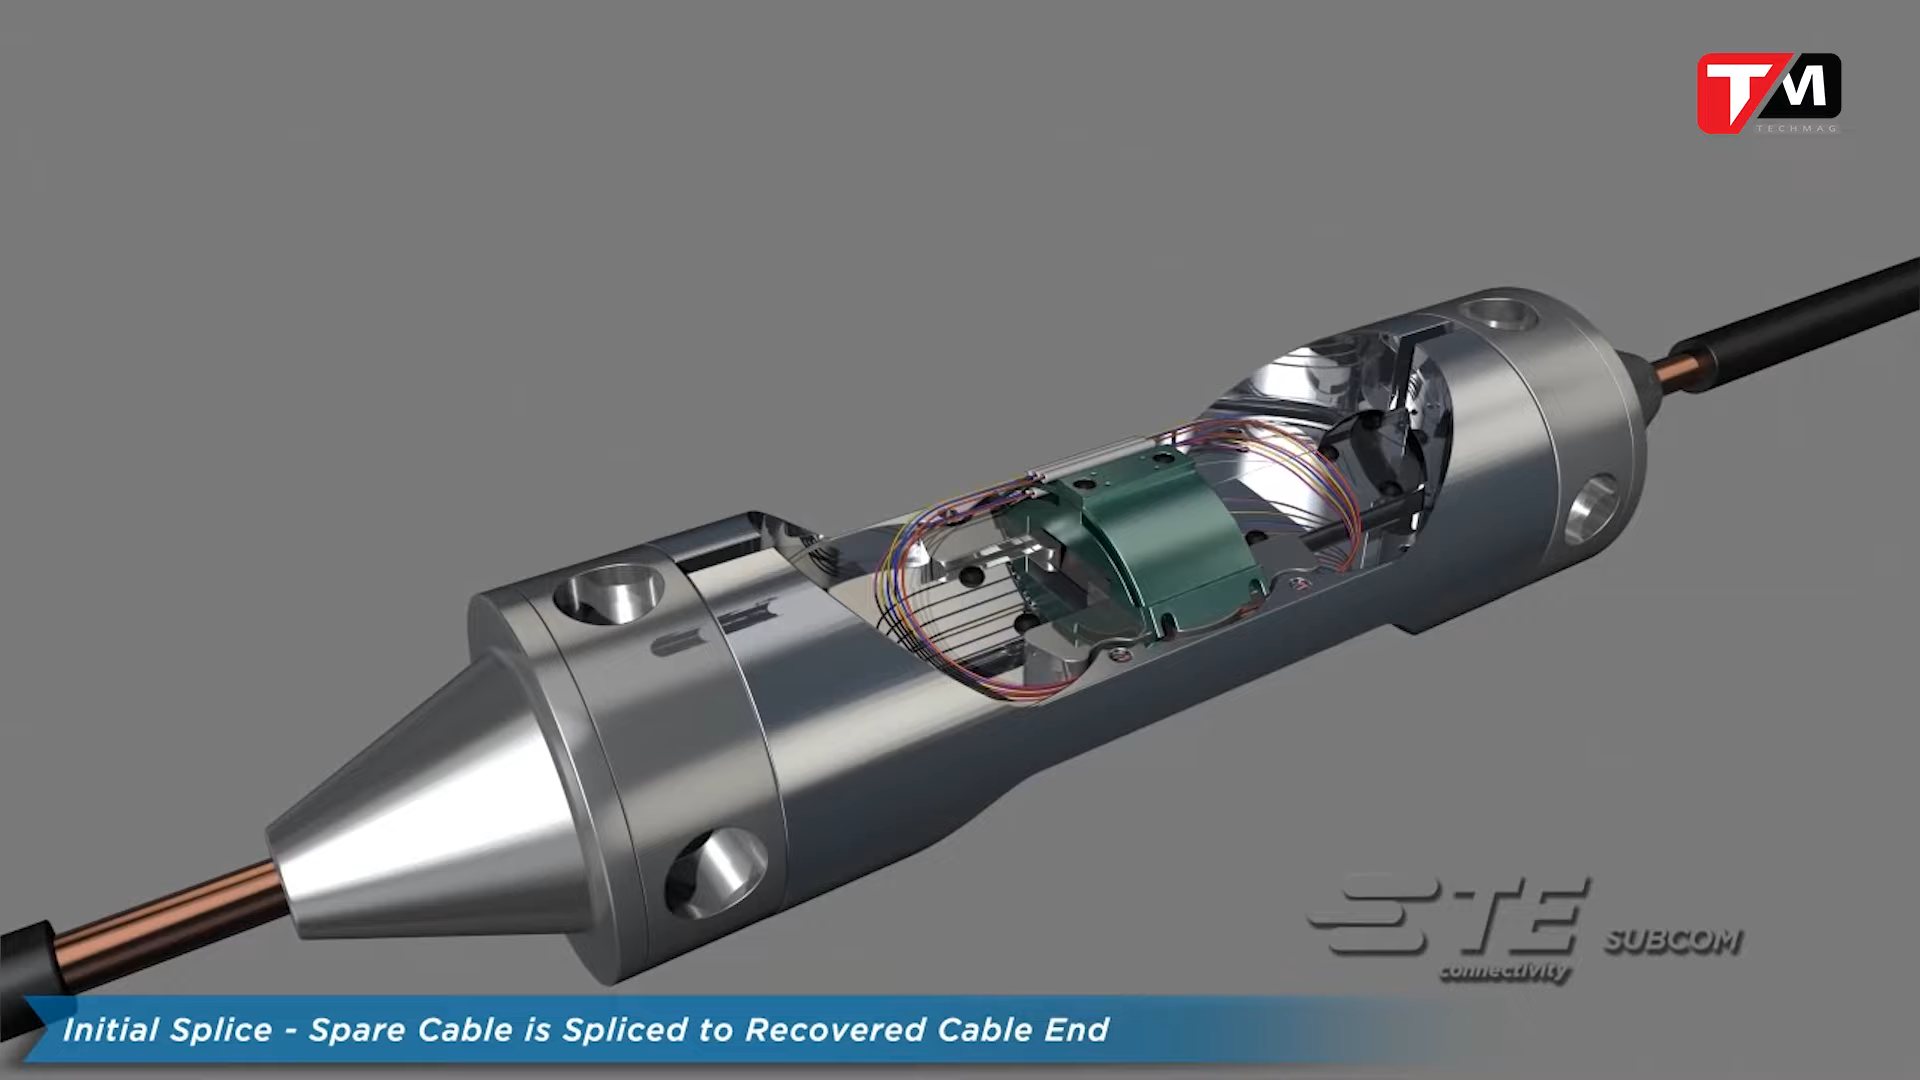 TM
TECHMAG
TE
SUBCOM
connectivity
Initial Splice - Spare Cable is Spliced to Recovered Cable End